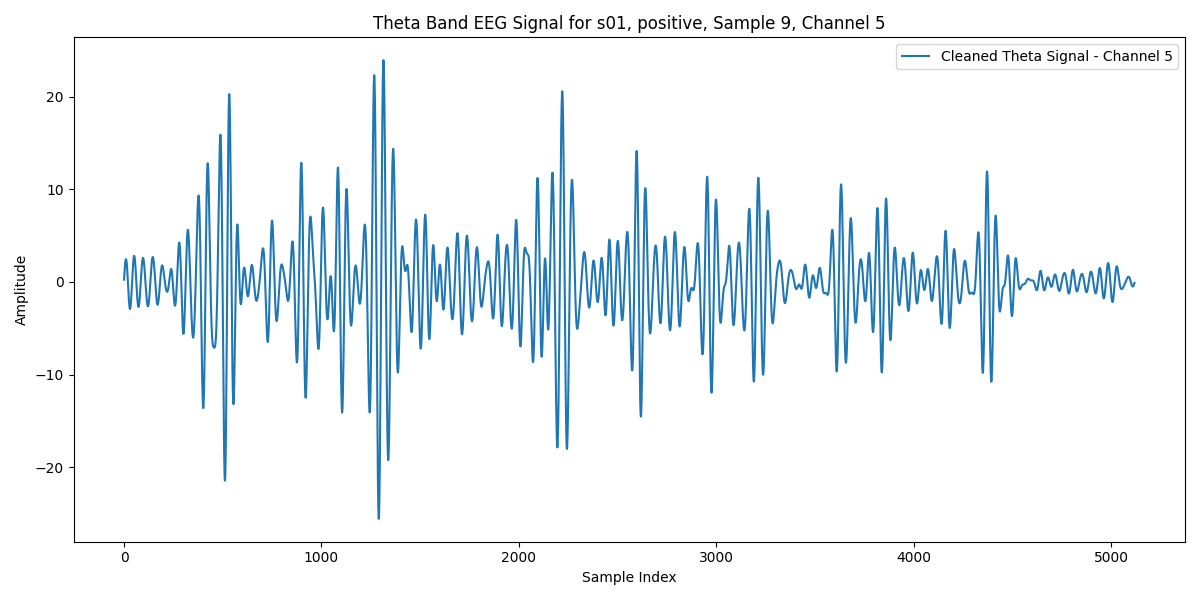 Theta Band EEG Signal for s01, positive, Sample 9, Channel 5
Cleaned Theta Signal - Channel 5
Amplitude
20
10
0
−10
−20
0 1000 2000 3000 4000 5000
Sample Index